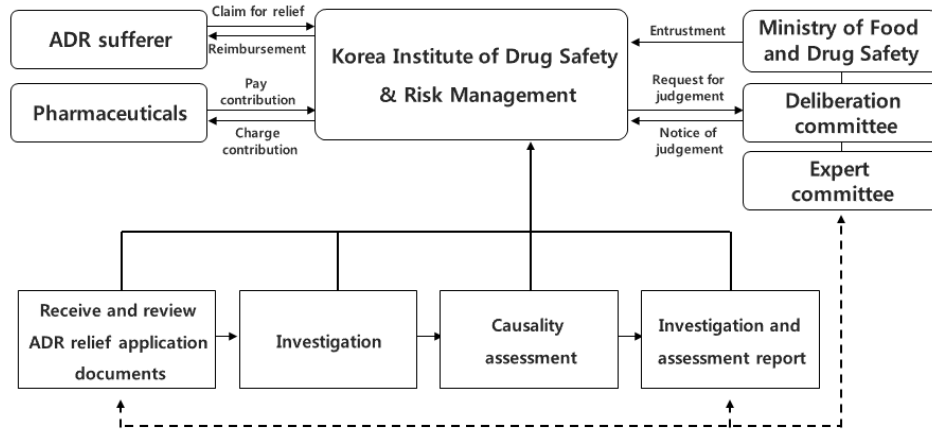 ADR sufferer
Claim for relief
Reimbursement
Korea Institute of Drug Safety
& Risk Management
Entrustment
Ministry of Food
and Drug Safety
Pharmaceuticals
Pay
contribution
Charge
contribution
Request for
judgement
Notice of
judgement
Deliberation
committee
Expert
committee
Receive and review
ADR relief application
documents
Investigation
Causality
assessment
Investigation and
assessment report